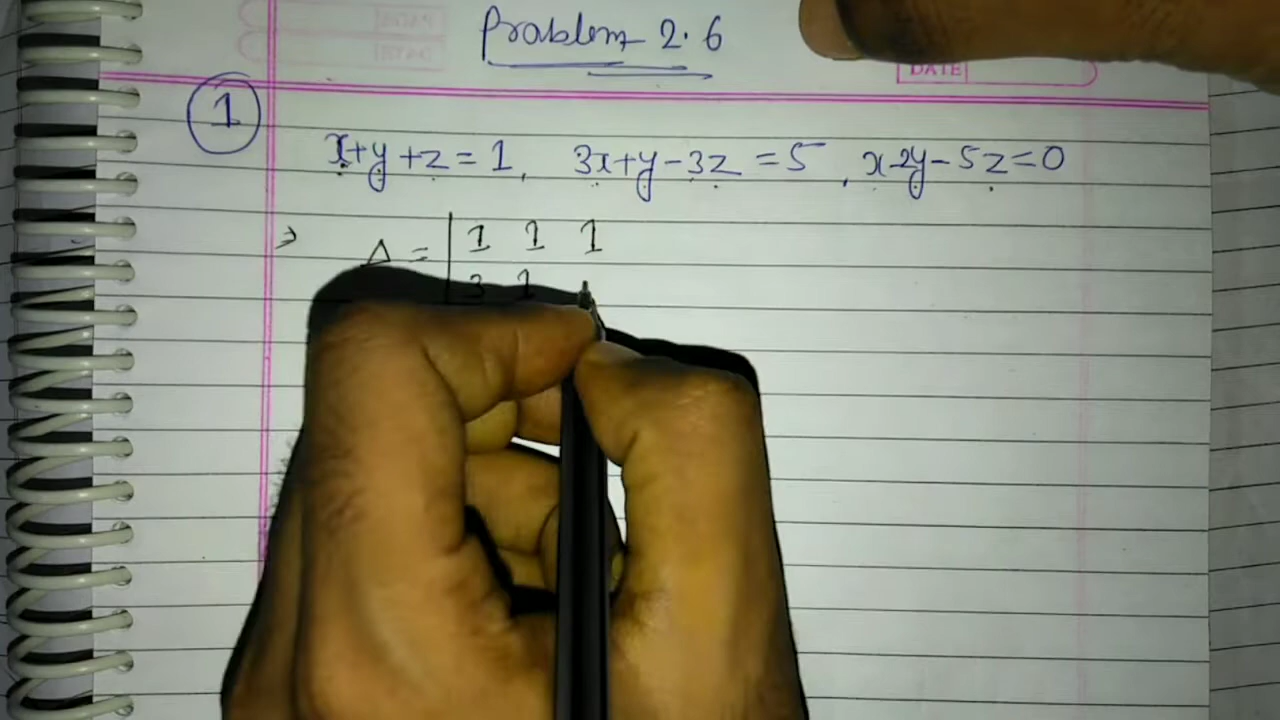 Problem 2.6
DATE
1
x+y+z=1, 3x+y-3z=5, x-2y-5z=0
Δ = | 1 1 1
3 1